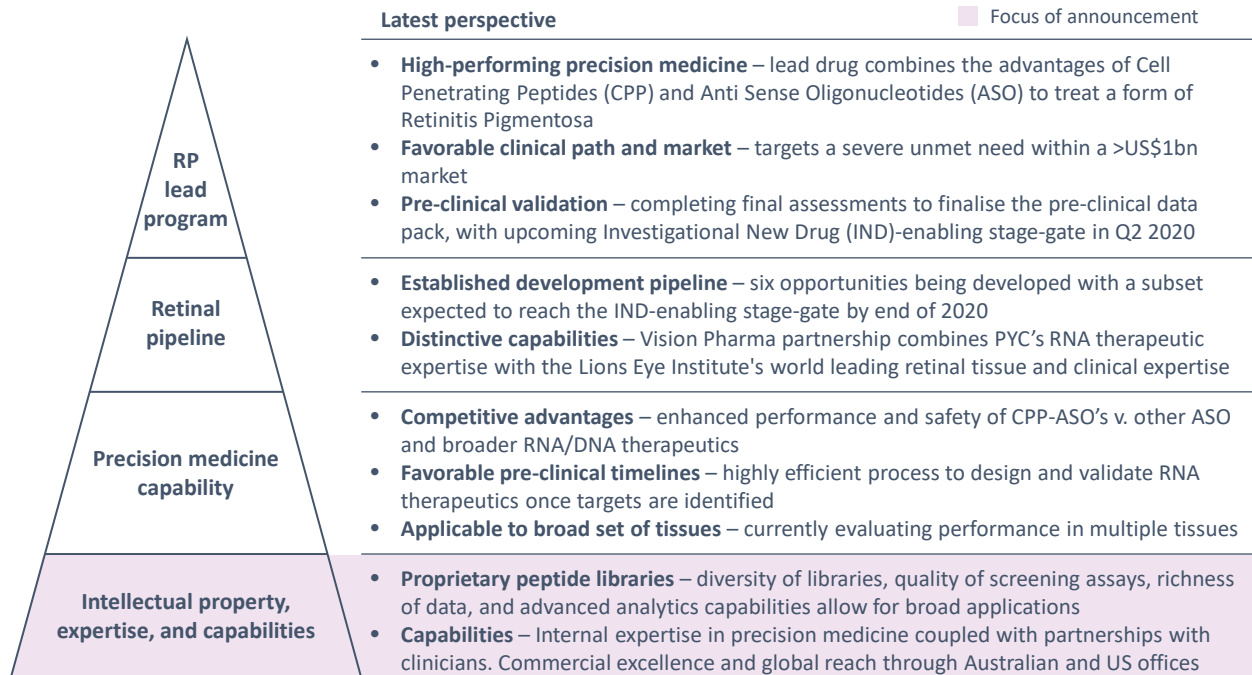 Latest perspective
Focus of announcement
RP
lead
program
• High-performing precision medicine – lead drug combines the advantages of Cell
Penetrating Peptides (CPP) and Anti Sense Oligonucleotides (ASO) to treat a form of
Retinitis Pigmentosa
• Favorable clinical path and market – targets a severe unmet need within a >US$1bn
market
• Pre-clinical validation – completing final assessments to finalise the pre-clinical data
pack, with upcoming Investigational New Drug (IND)-enabling stage-gate in Q2 2020
Retinal
pipeline
• Established development pipeline – six opportunities being developed with a subset
expected to reach the IND-enabling stage-gate by end of 2020
• Distinctive capabilities – Vision Pharma partnership combines PYC’s RNA therapeutic
expertise with the Lions Eye Institute's world leading retinal tissue and clinical expertise
Precision medicine
capability
• Competitive advantages – enhanced performance and safety of CPP-ASO’s v. other ASO
and broader RNA/DNA therapeutics
• Favorable pre-clinical timelines – highly efficient process to design and validate RNA
therapeutics once targets are identified
• Applicable to broad set of tissues – currently evaluating performance in multiple tissues
Intellectual property,
expertise, and capabilities
• Proprietary peptide libraries – diversity of libraries, quality of screening assays, richness
of data, and advanced analytics capabilities allow for broad applications
• Capabilities – Internal expertise in precision medicine coupled with partnerships with
clinicians. Commercial excellence and global reach through Australian and US offices